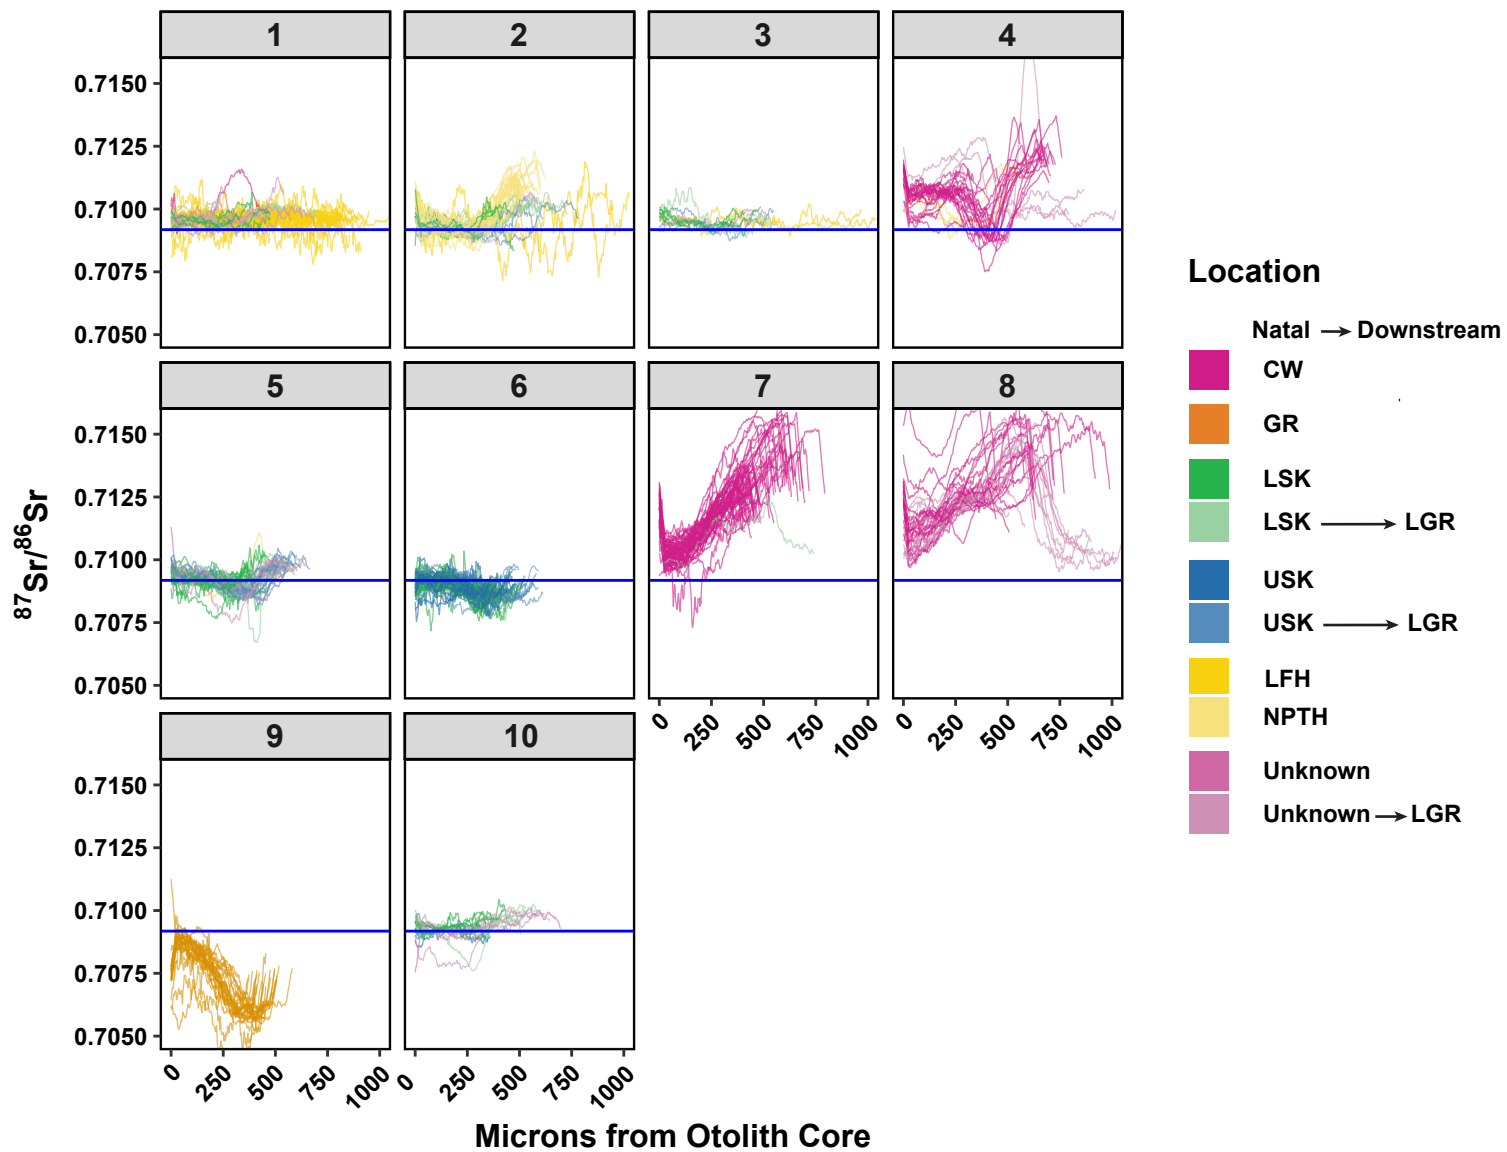 1 2 3 4
0.7150
0.7125
0.7100
0.7075
0.7050
5 6 7 8
0.7150
0.7125
0.7100
0.7075
0.7050
0 250 500 750 1000 0 250 500 750 1000
9 10
0.7150
0.7125
0.7100
0.7075
0.7050
0 250 500 750 1000 0 250 500 750 1000
87Sr/86Sr
Microns from Otolith Core
Location
Natal → Downstream
CW
GR
LSK
LSK → LGR
USK
USK → LGR
LFH
NPTH
Unknown
Unknown → LGR